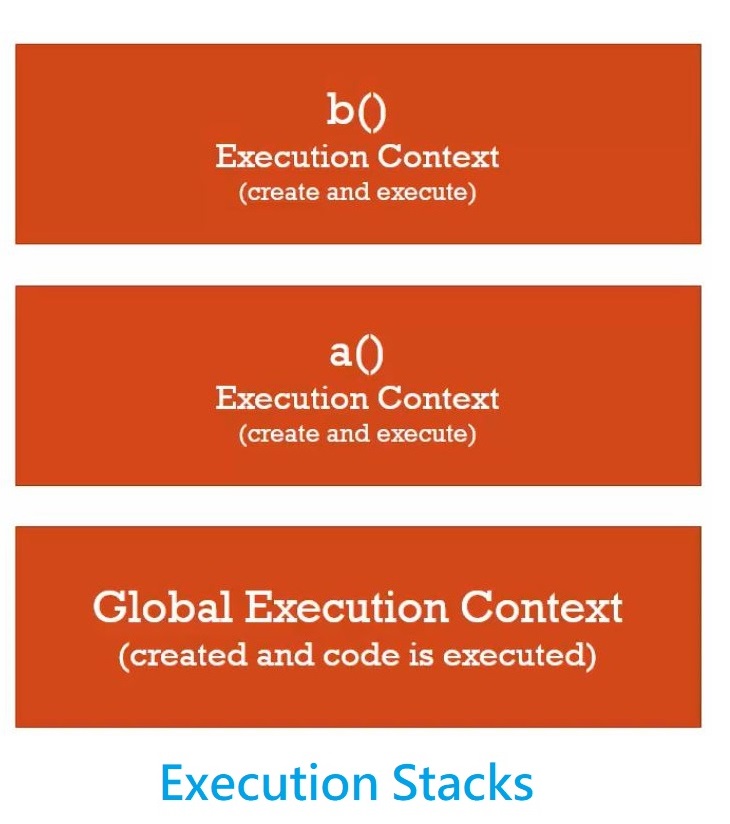 b()
Execution Context
(create and execute)
a()
Execution Context
(create and execute)
Global Execution Context
(created and code is executed)
Execution Stacks